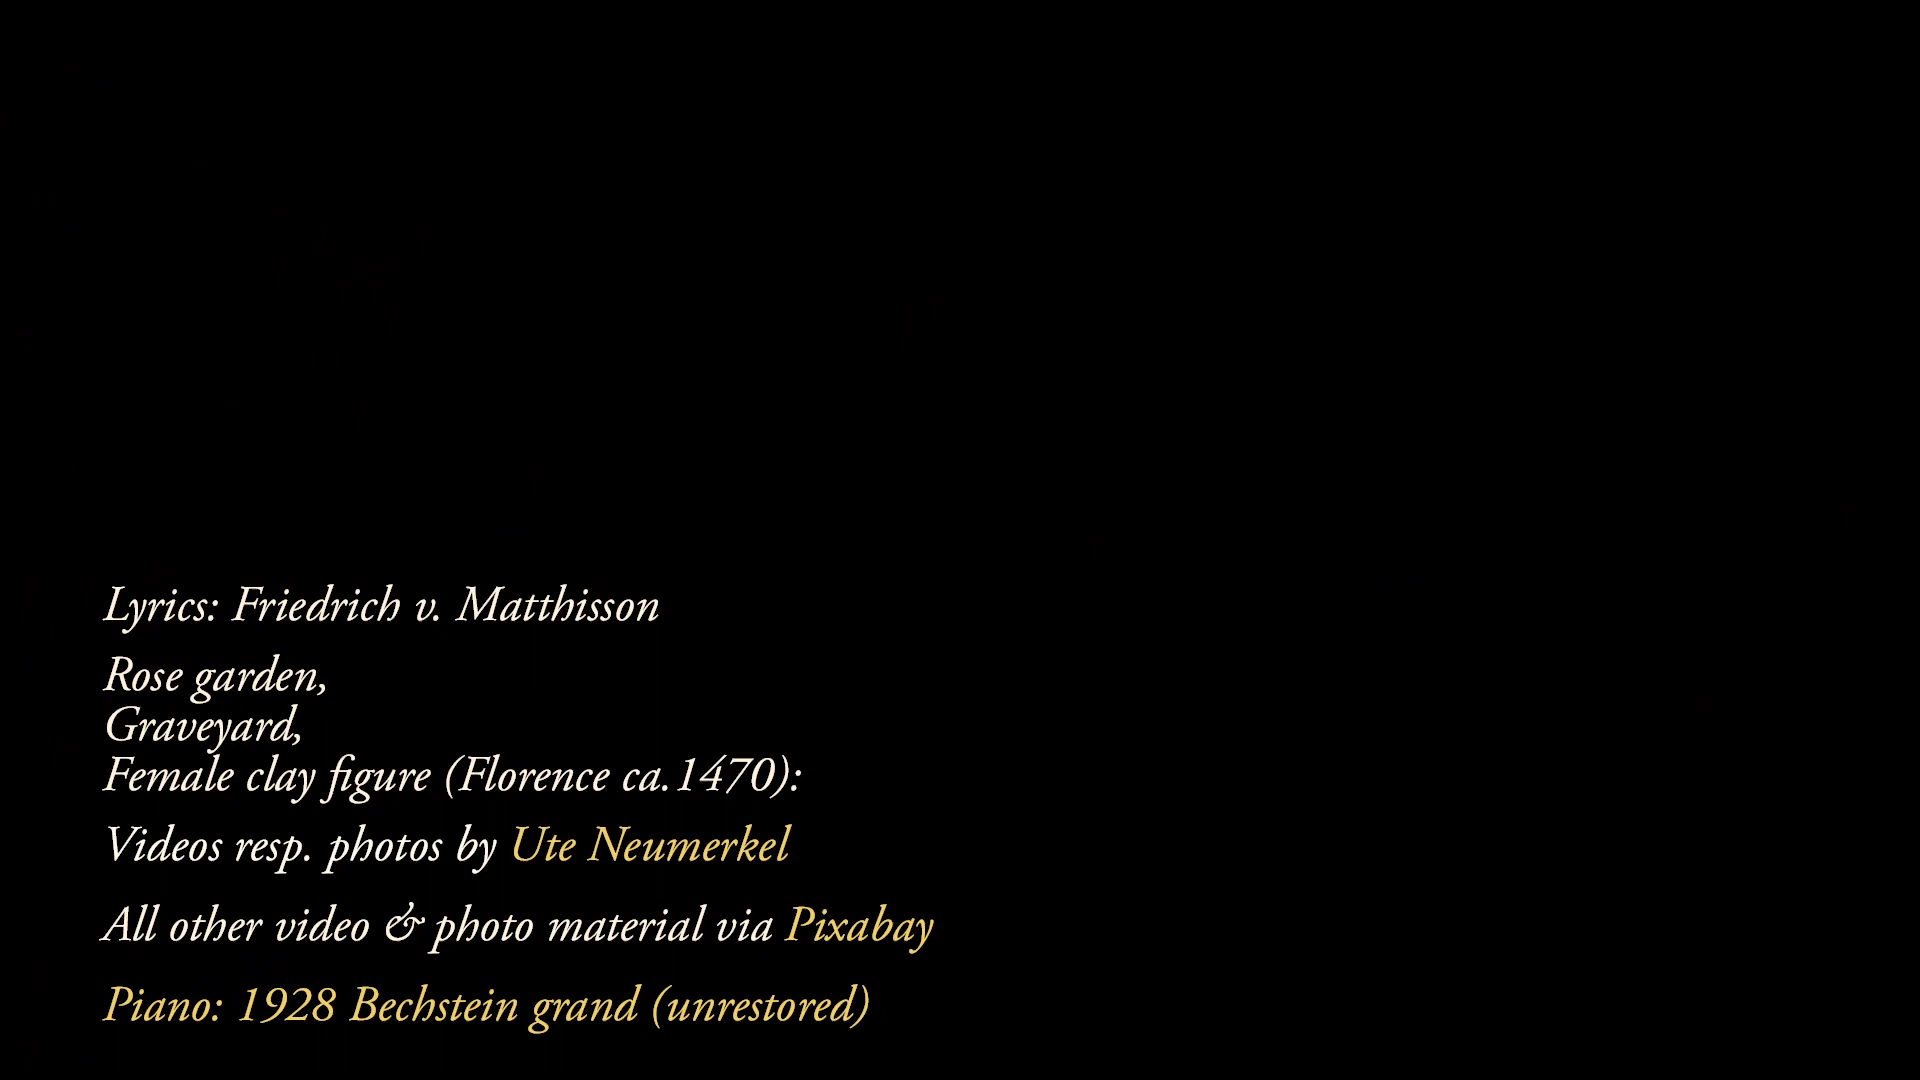 Lyrics: Friedrich v. Matthisson
Rose garden,
Graveyard,
Female clay figure (Florence ca.1470):
Videos resp. photos by Ute Neumerkel
All other video & photo material via Pixabay
Piano: 1928 Bechstein grand (unrestored)